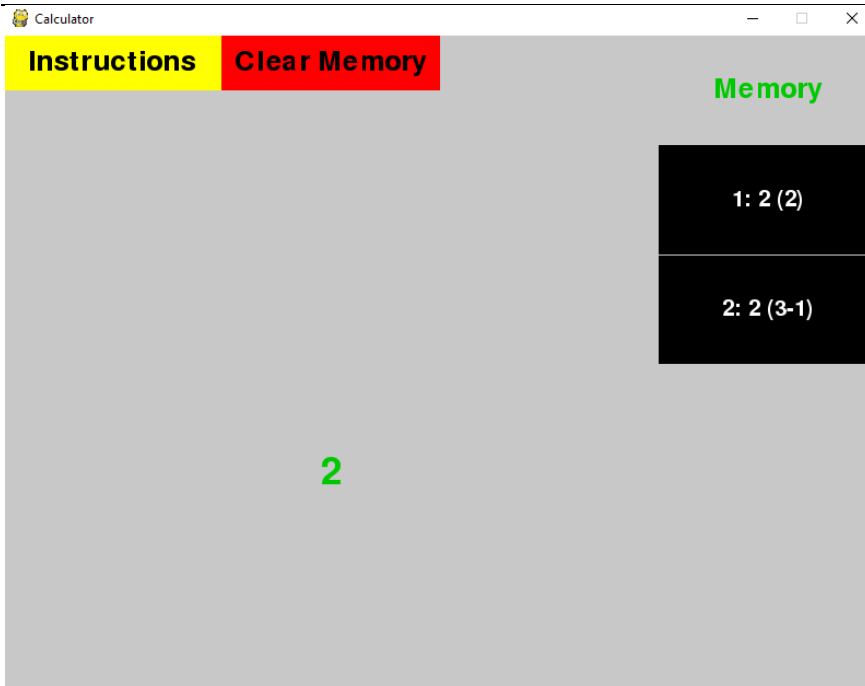 Calculator
Instructions Clear Memory
Memory
1: 2 (2)
2: 2 (3-1)
2